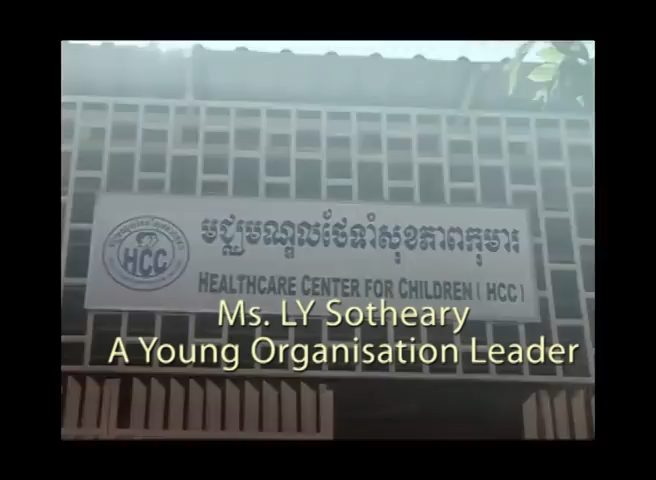 មជ្ឈមណ្ឌលថែទាំសុខភាពកុមារ
HCC
HEALTHCARE CENTER FOR CHILDREN ( HCC )
Ms. LY Sotheary
A Young Organisation Leader